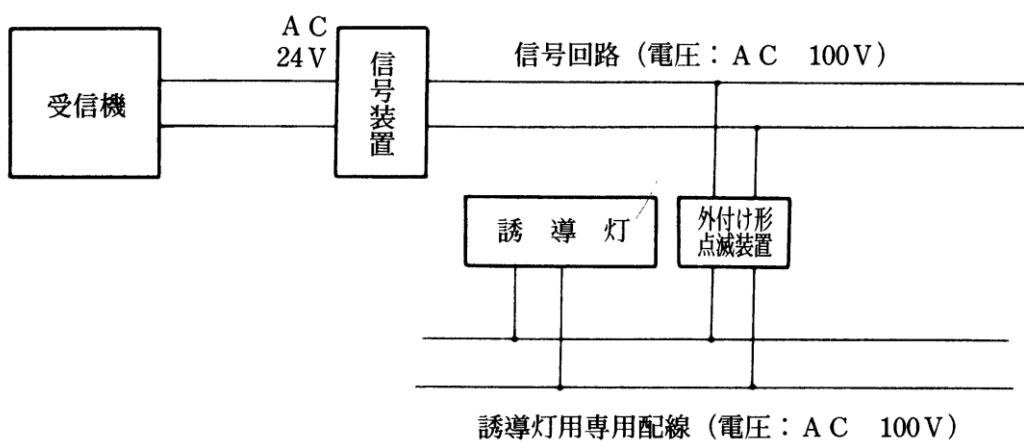 受信機
AC
24V
信号装置
信号回路（電圧：AC 100V）
誘導灯
外付け形
点滅装置
誘導灯用専用配線（電圧：AC 100V）